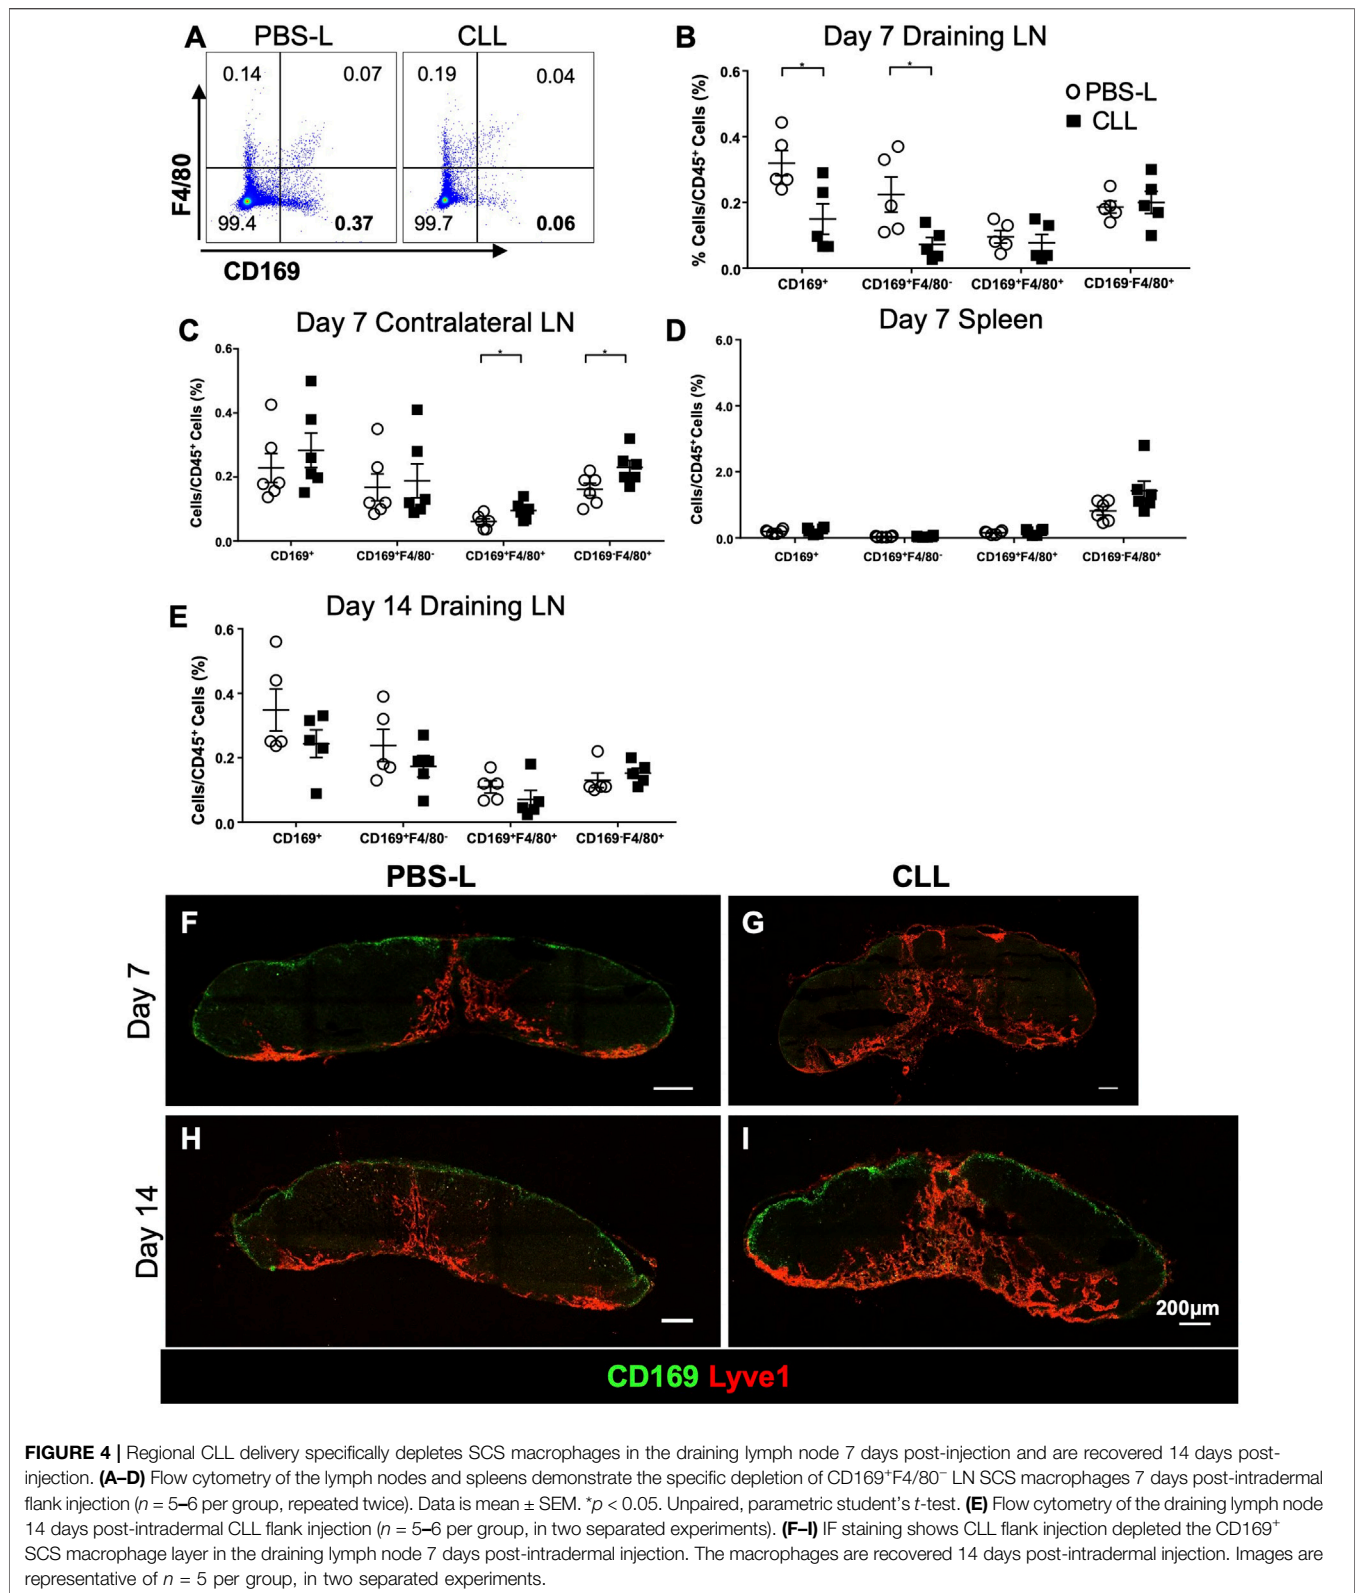 A
PBS-L
CLL
0.14
0.07
0.19
0.04
99.4
0.37
99.7
0.06
F4/80
CD169
B
Day 7 Draining LN
% Cells/CD45⁺ Cells (%)
0.6
0.4
0.2
0.0
*
*
PBS-L
CLL
CD169⁺
CD169⁺F4/80⁻
CD169⁺F4/80⁺
CD169⁻F4/80⁺
C
Day 7 Contralateral LN
Cells/CD45⁺ Cells (%)
0.6
0.4
0.2
0.0
*
*
CD169⁺
CD169⁺F4/80⁻
CD169⁺F4/80⁺
CD169⁻F4/80⁺
D
Day 7 Spleen
Cells/CD45⁺Cells (%)
6.0
4.0
2.0
0.0
CD169⁺
CD169⁺F4/80⁻
CD169⁺F4/80⁺
CD169⁻F4/80⁺
E
Day 14 Draining LN
Cells/CD45⁺ Cells (%)
0.6
0.4
0.2
0.0
CD169⁺
CD169⁺F4/80⁻
CD169⁺F4/80⁺
CD169⁻F4/80⁺
PBS-L
CLL
Day 7
F
G
Day 14
H
I
200µm
CD169 Lyve1
FIGURE 4 | Regional CLL delivery specifically depletes SCS macrophages in the draining lymph node 7 days post-injection and are recovered 14 days post-
injection. (A–D) Flow cytometry of the lymph nodes and spleens demonstrate the specific depletion of CD169⁺F4/80⁻ LN SCS macrophages 7 days post-intradermal
flank injection (n = 5–6 per group, repeated twice). Data is mean ± SEM. *p < 0.05. Unpaired, parametric student's t-test. (E) Flow cytometry of the draining lymph node
14 days post-intradermal CLL flank injection (n = 5–6 per group, in two separated experiments). (F–I) IF staining shows CLL flank injection depleted the CD169⁺
SCS macrophage layer in the draining lymph node 7 days post-intradermal injection. The macrophages are recovered 14 days post-intradermal injection. Images are
representative of n = 5 per group, in two separated experiments.